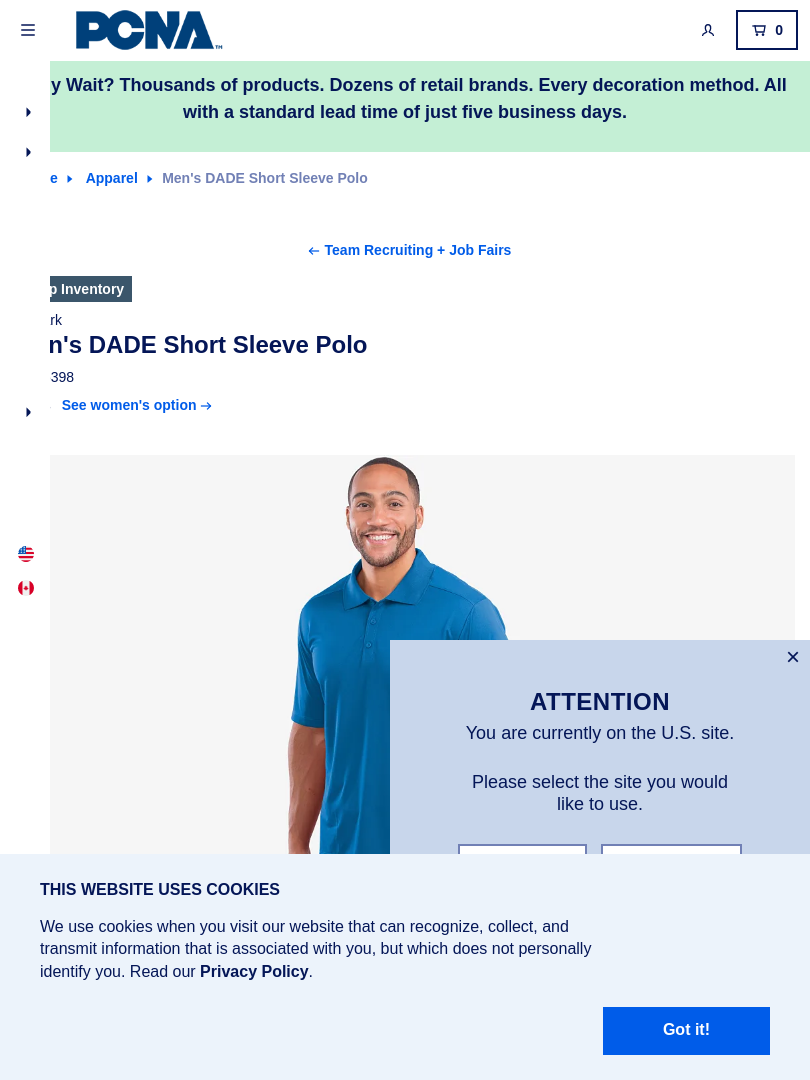 PCNA TM
0
y Wait? Thousands of products. Dozens of retail brands. Every decoration method. All
with a standard lead time of just five business days.
e Apparel Men's DADE Short Sleeve Polo
Team Recruiting + Job Fairs
p Inventory
rk
n's DADE Short Sleeve Polo
398
See women's option
ATTENTION
You are currently on the U.S. site.
Please select the site you would
like to use.
THIS WEBSITE USES COOKIES
We use cookies when you visit our website that can recognize, collect, and
transmit information that is associated with you, but which does not personally
identify you. Read our Privacy Policy.
Got it!